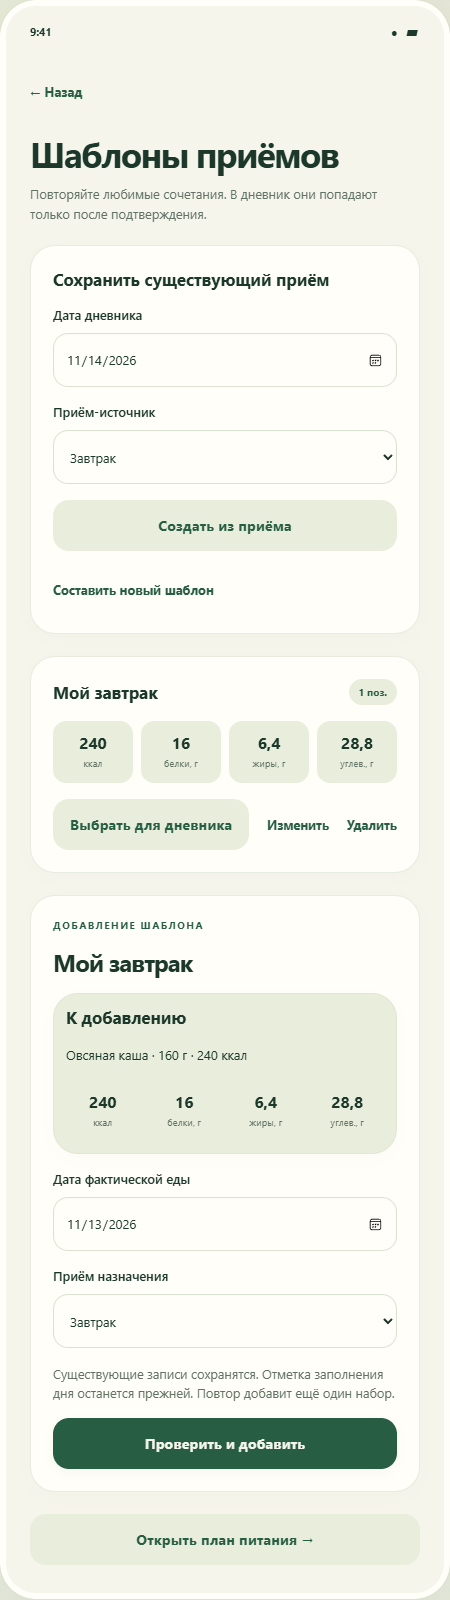 9:41
← Назад
Шаблоны приёмов
Повторяйте любимые сочетания. В дневник они попадают
только после подтверждения.
Сохранить существующий приём
Дата дневника
11/14/2026
Приём-источник
Завтрак
Создать из приёма
Составить новый шаблон
Мой завтрак
1 поз.
240 16 6,4 28,8
ккал белки, г жиры, г углев., г
Выбрать для дневника Изменить Удалить
ДОБАВЛЕНИЕ ШАБЛОНА
Мой завтрак
К добавлению
Овсяная каша · 160 г · 240 ккал
240 16 6,4 28,8
ккал белки, г жиры, г углев., г
Дата фактической еды
11/13/2026
Приём назначения
Завтрак
Существующие записи сохранятся. Отметка заполнения
дня останется прежней. Повтор добавит ещё один набор.
Проверить и добавить
Открыть план питания →